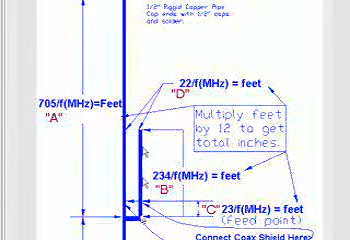 1/2" Rigid Copper Pipe
Cap ends with 1/2" caps
and solder.
22/f(MHz) = feet
"D"
705/f(MHz)=Feet
"A"
Multiply feet
by 12 to get
total inches.
234/f(MHz) = feet
"B"
"C" 23/f(MHz) = feet
(feed point)
Connect Coax Shield Here?